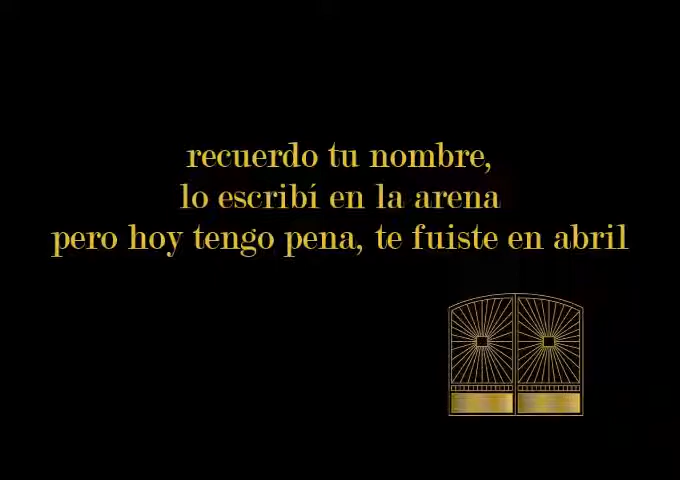 recuerdo tu nombre,
lo escribí en la arena
pero hoy tengo pena, te fuiste en abril